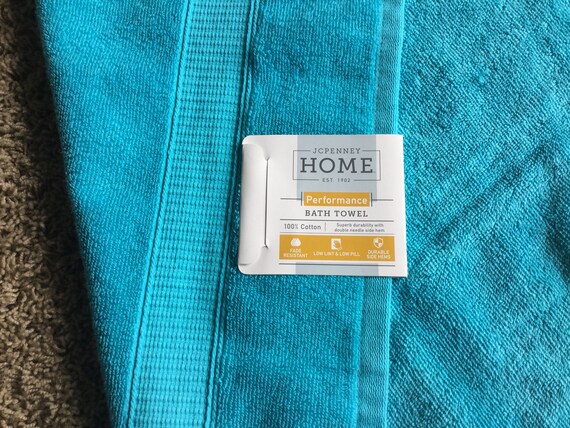 JCPENNEY
HOME
EST. 1902
Performance
BATH TOWEL
100% Cotton
Superb durability with
double needle side hem
FADE
RESISTANT
LOW LINT & LOW PILL
DURABLE
SIDE HEMS